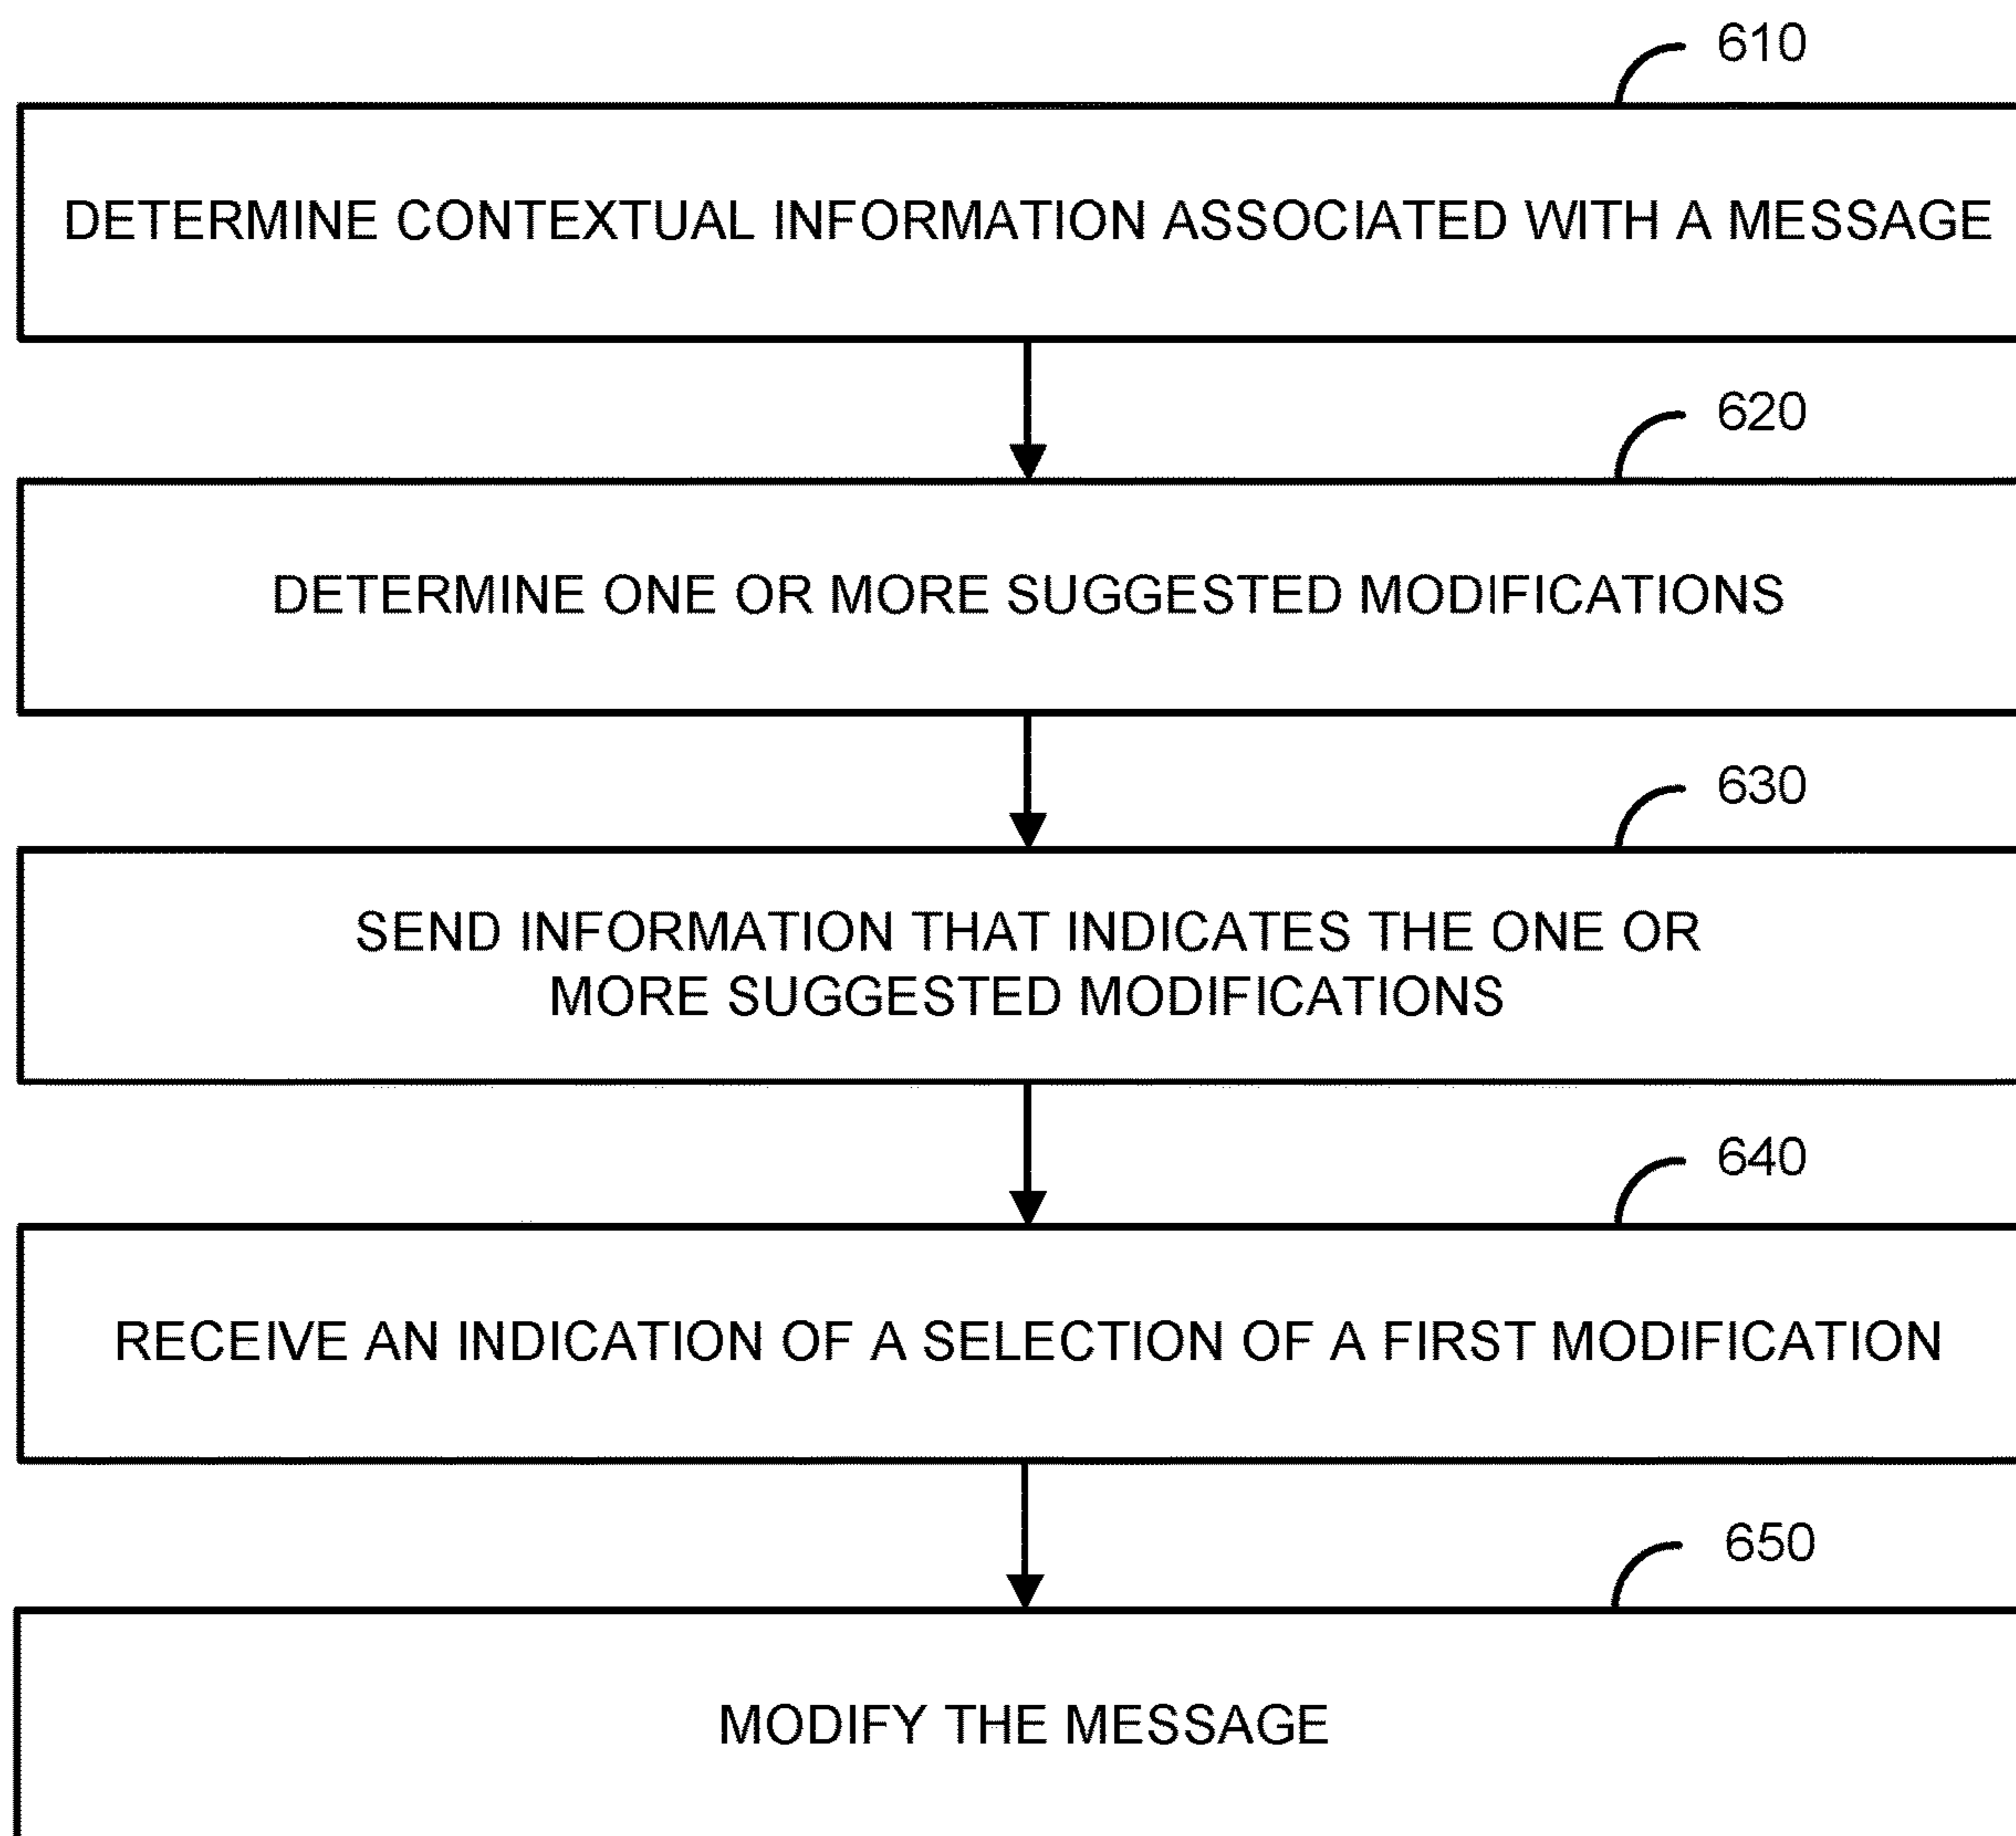 610
DETERMINE CONTEXTUAL INFORMATION ASSOCIATED WITH A MESSAGE
620
DETERMINE ONE OR MORE SUGGESTED MODIFICATIONS
630
SEND INFORMATION THAT INDICATES THE ONE OR
MORE SUGGESTED MODIFICATIONS
640
RECEIVE AN INDICATION OF A SELECTION OF A FIRST MODIFICATION
650
MODIFY THE MESSAGE